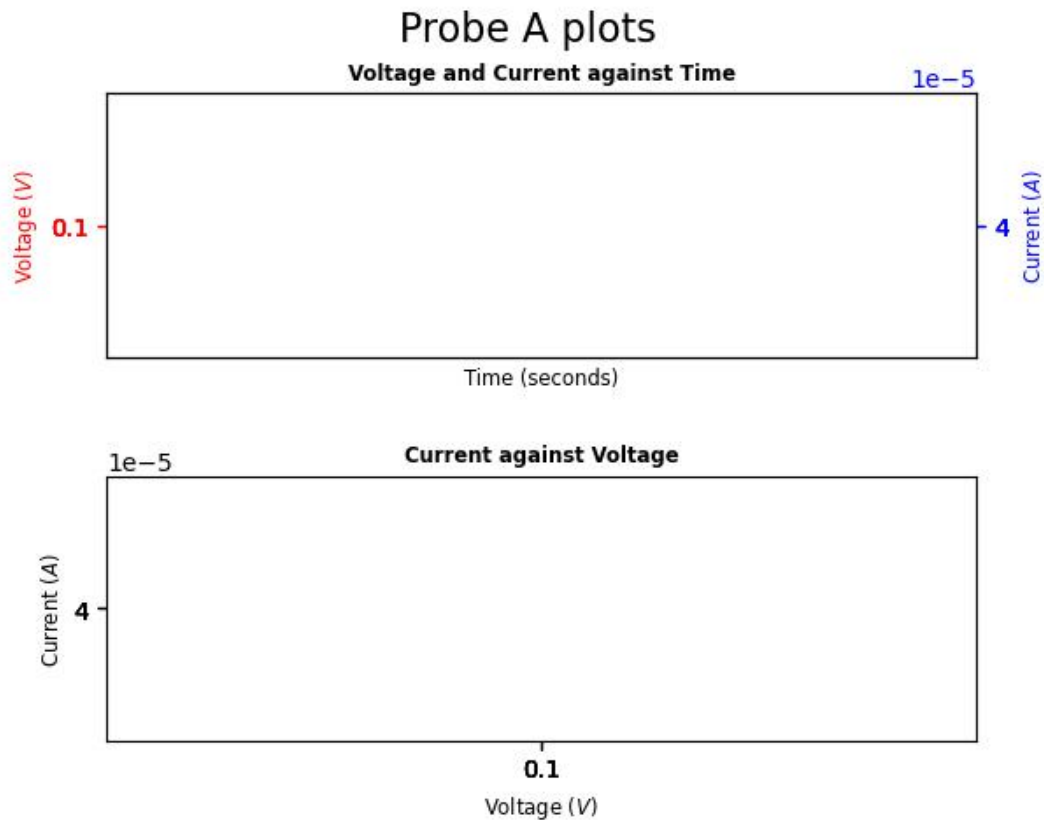 Probe A plots
Voltage and Current against Time
1e−5
Voltage (V)
0.1
4
Current (A)
Time (seconds)
Current against Voltage
1e−5
Current (A)
4
0.1
Voltage (V)